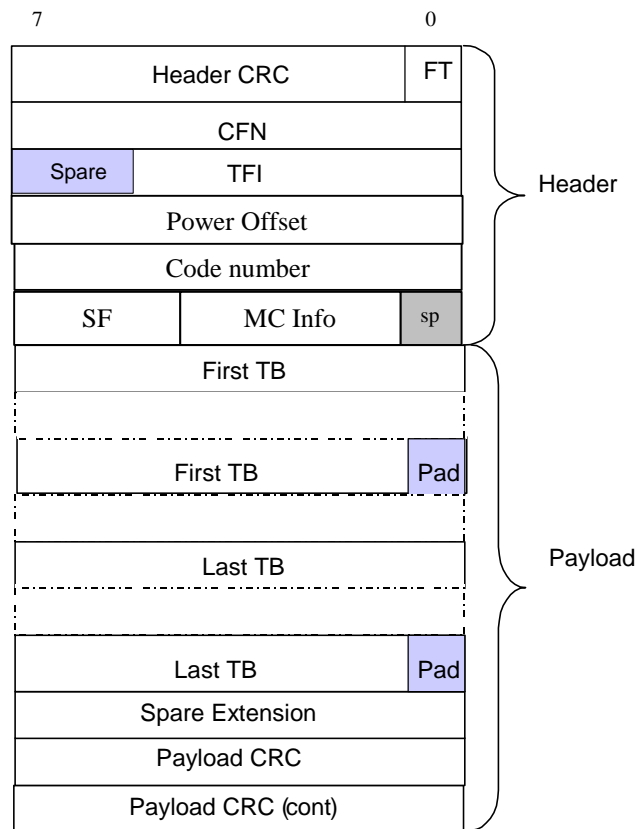 7 0
Header CRC FT
CFN
Spare TFI
Header
Power Offset
Code number
SF MC Info sp
First TB
First TB Pad
Last TB
Payload
Last TB Pad
Spare Extension
Payload CRC
Payload CRC (cont)